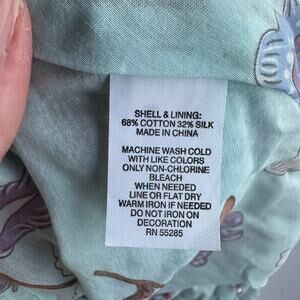 SHELL & LINING:
68% COTTON 32% SILK
MADE IN CHINA
MACHINE WASH COLD
WITH LIKE COLORS
ONLY NON-CHLORINE
BLEACH
WHEN NEEDED
LINE OR FLAT DRY
WARM IRON IF NEEDED
DO NOT IRON ON
DECORATION
RN 55285